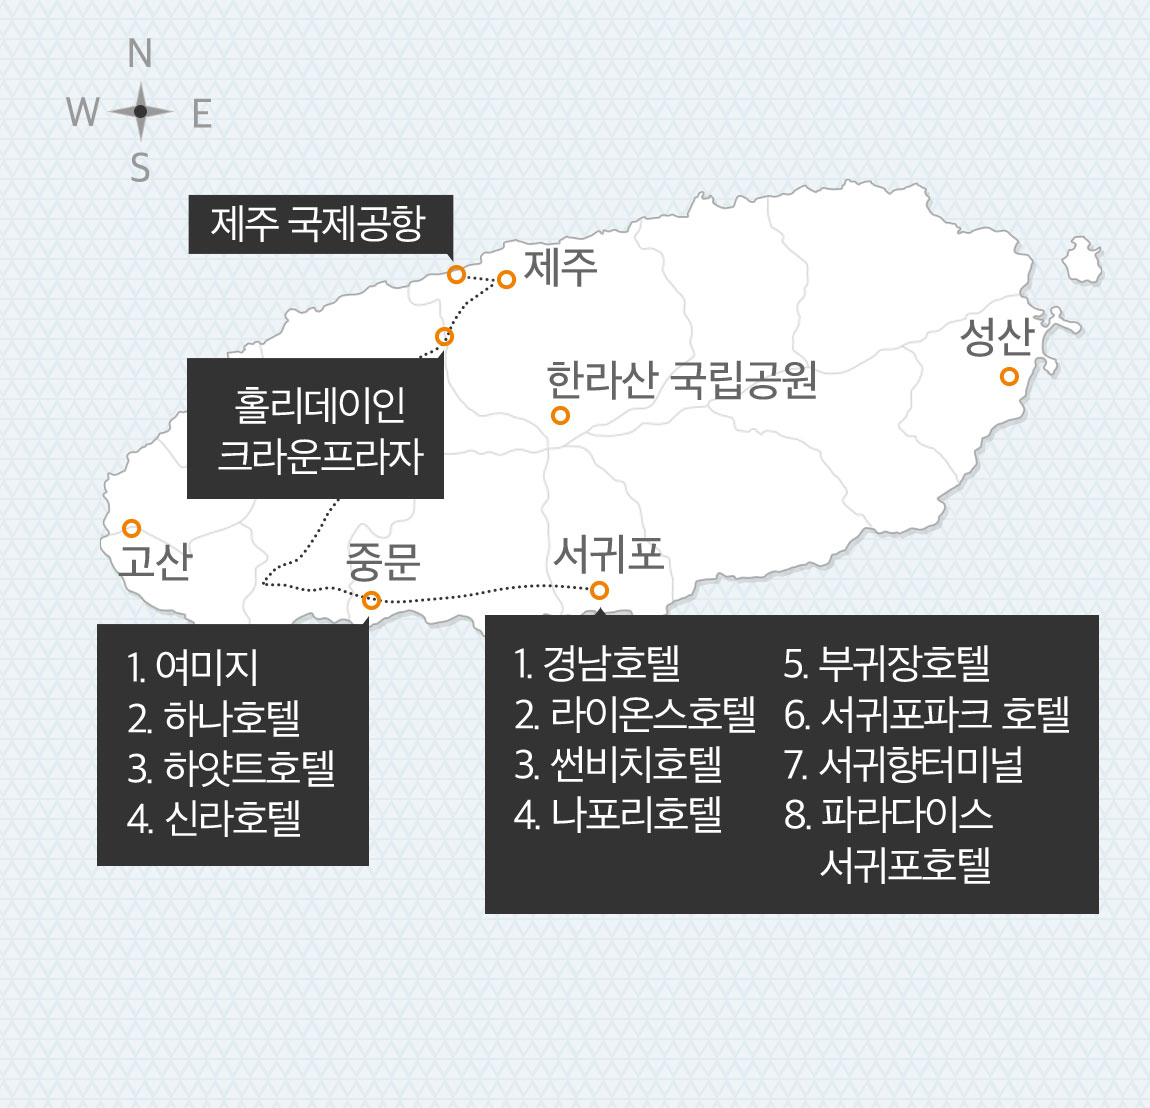 N
W E
S
제주 국제공항
제주
성산
한라산 국립공원
홀리데이인
크라운프라자
고산
중문
서귀포
1. 여미지
2. 하나호텔
3. 하얏트호텔
4. 신라호텔
1. 경남호텔
2. 라이온스호텔
3. 썬비치호텔
4. 나포리호텔
5. 부귀장호텔
6. 서귀포파크 호텔
7. 서귀향터미널
8. 파라다이스
서귀포호텔